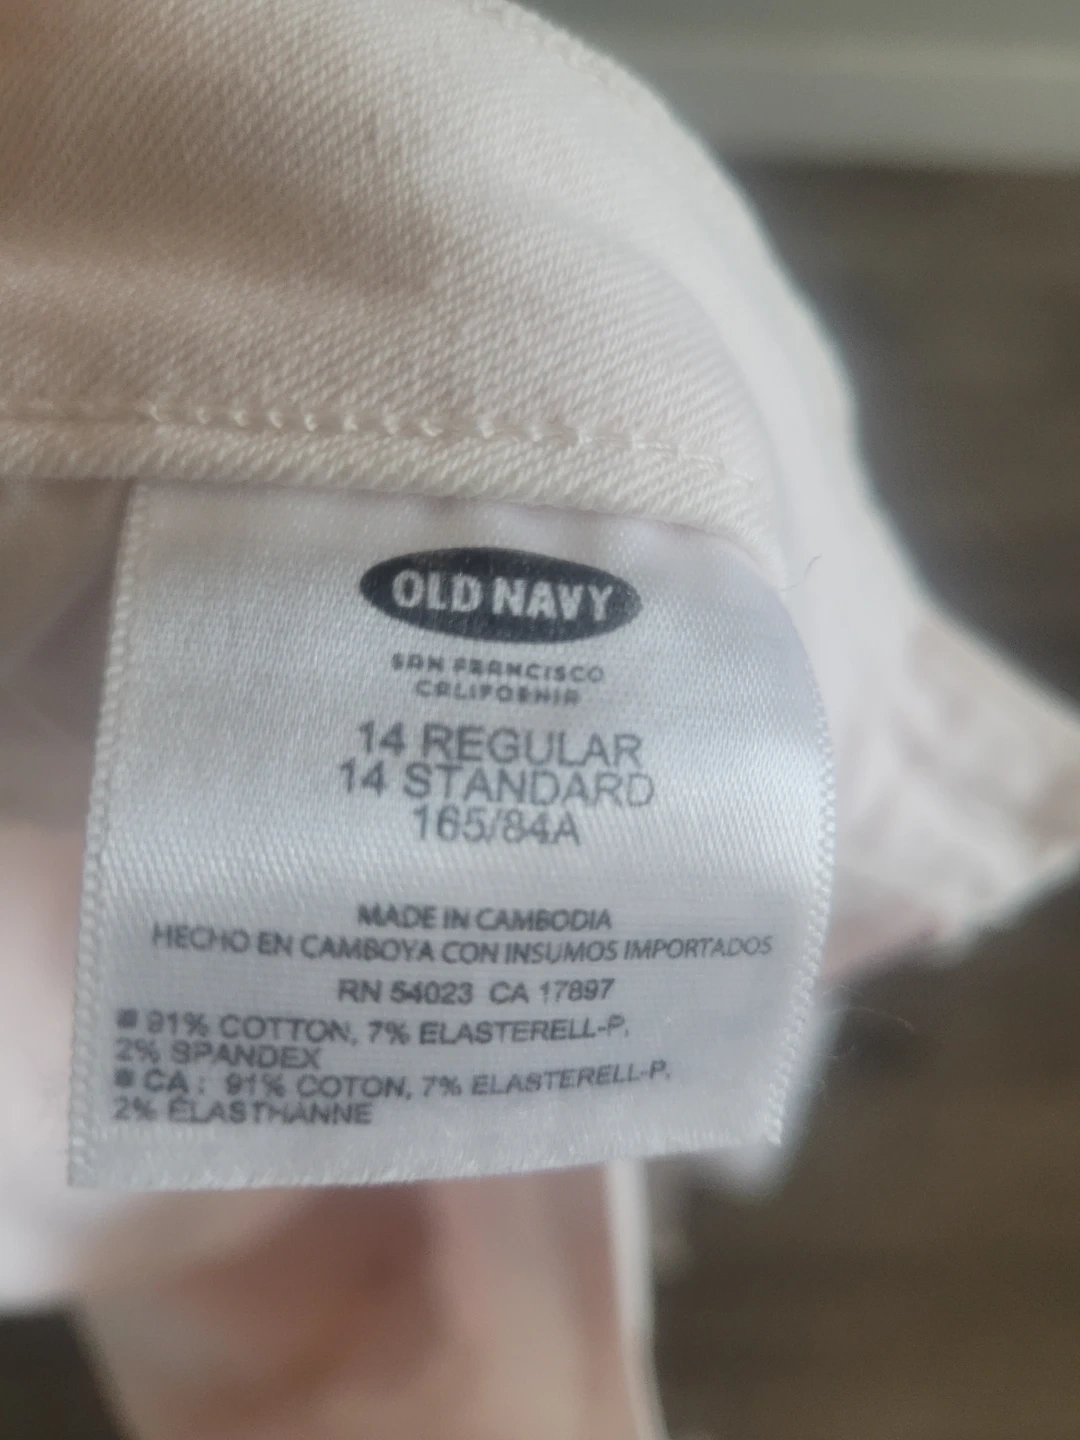 OLD NAVY
SAN FRANCISCO
CALIFORNIA
14 REGULAR
14 STANDARD
165/84A
MADE IN CAMBODIA
HECHO EN CAMBOYA CON INSUMOS IMPORTADOS
RN 54023 CA 17897
91% COTTON, 7% ELASTERELL-P,
2% SPANDEX
CA : 91% COTON, 7% ELASTERELL-P,
2% ÉLASTHANNE